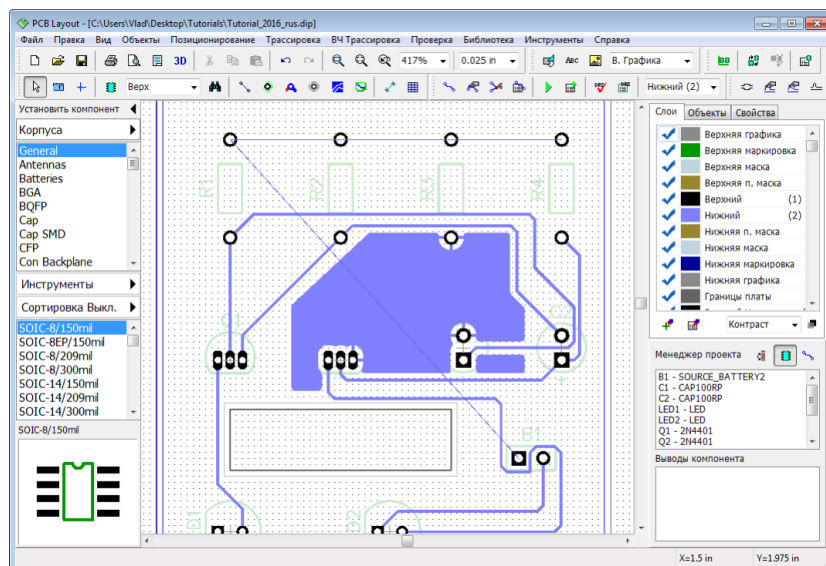 PCB Layout - [C:\Users\Vlad\Desktop\Tutorials\Tutorial_2016_rus.dip]
Файл Правка Вид Объекты Позиционирование Трассировка ВЧ Трассировка Проверка Библиотека Инструменты Справка
3D 417% 0.025 in Abc В. Графика
Верх Нижний (2)
Установить компонент
Корпуса
General
Antennas
Batteries
BGA
BQFP
Cap
Cap SMD
CFP
Con Backplane
Инструменты
Сортировка Выкл.
SOIC-8/150mil
SOIC-8EP/150mil
SOIC-8/209mil
SOIC-8/300mil
SOIC-14/150mil
SOIC-14/209mil
SOIC-14/300mil
SOIC-8/150mil
R1 R2 R3 R4
C1 C2
B1
D1 D2
Слои Объекты Свойства
Верхняя графика
Верхняя маркировка
Верхняя маска
Верхняя п. маска
Верхний (1)
Нижний (2)
Нижняя п. маска
Нижняя маска
Нижняя маркировка
Нижняя графика
Границы платы
Контраст
Менеджер проекта
B1 - SOURCE_BATTERY2
C1 - CAP100RP
C2 - CAP100RP
LED1 - LED
LED2 - LED
Q1 - 2N4401
Q2 - 2N4401
Выводы компонента
X=1.5 in Y=1.975 in